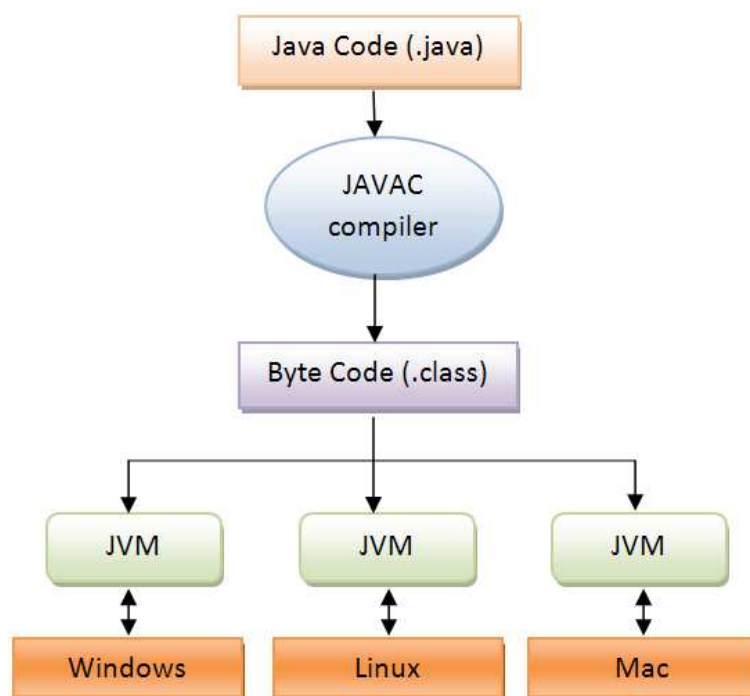 Java Code (.java)
JAVAC
compiler
Byte Code (.class)
JVM
JVM
JVM
Windows
Linux
Mac